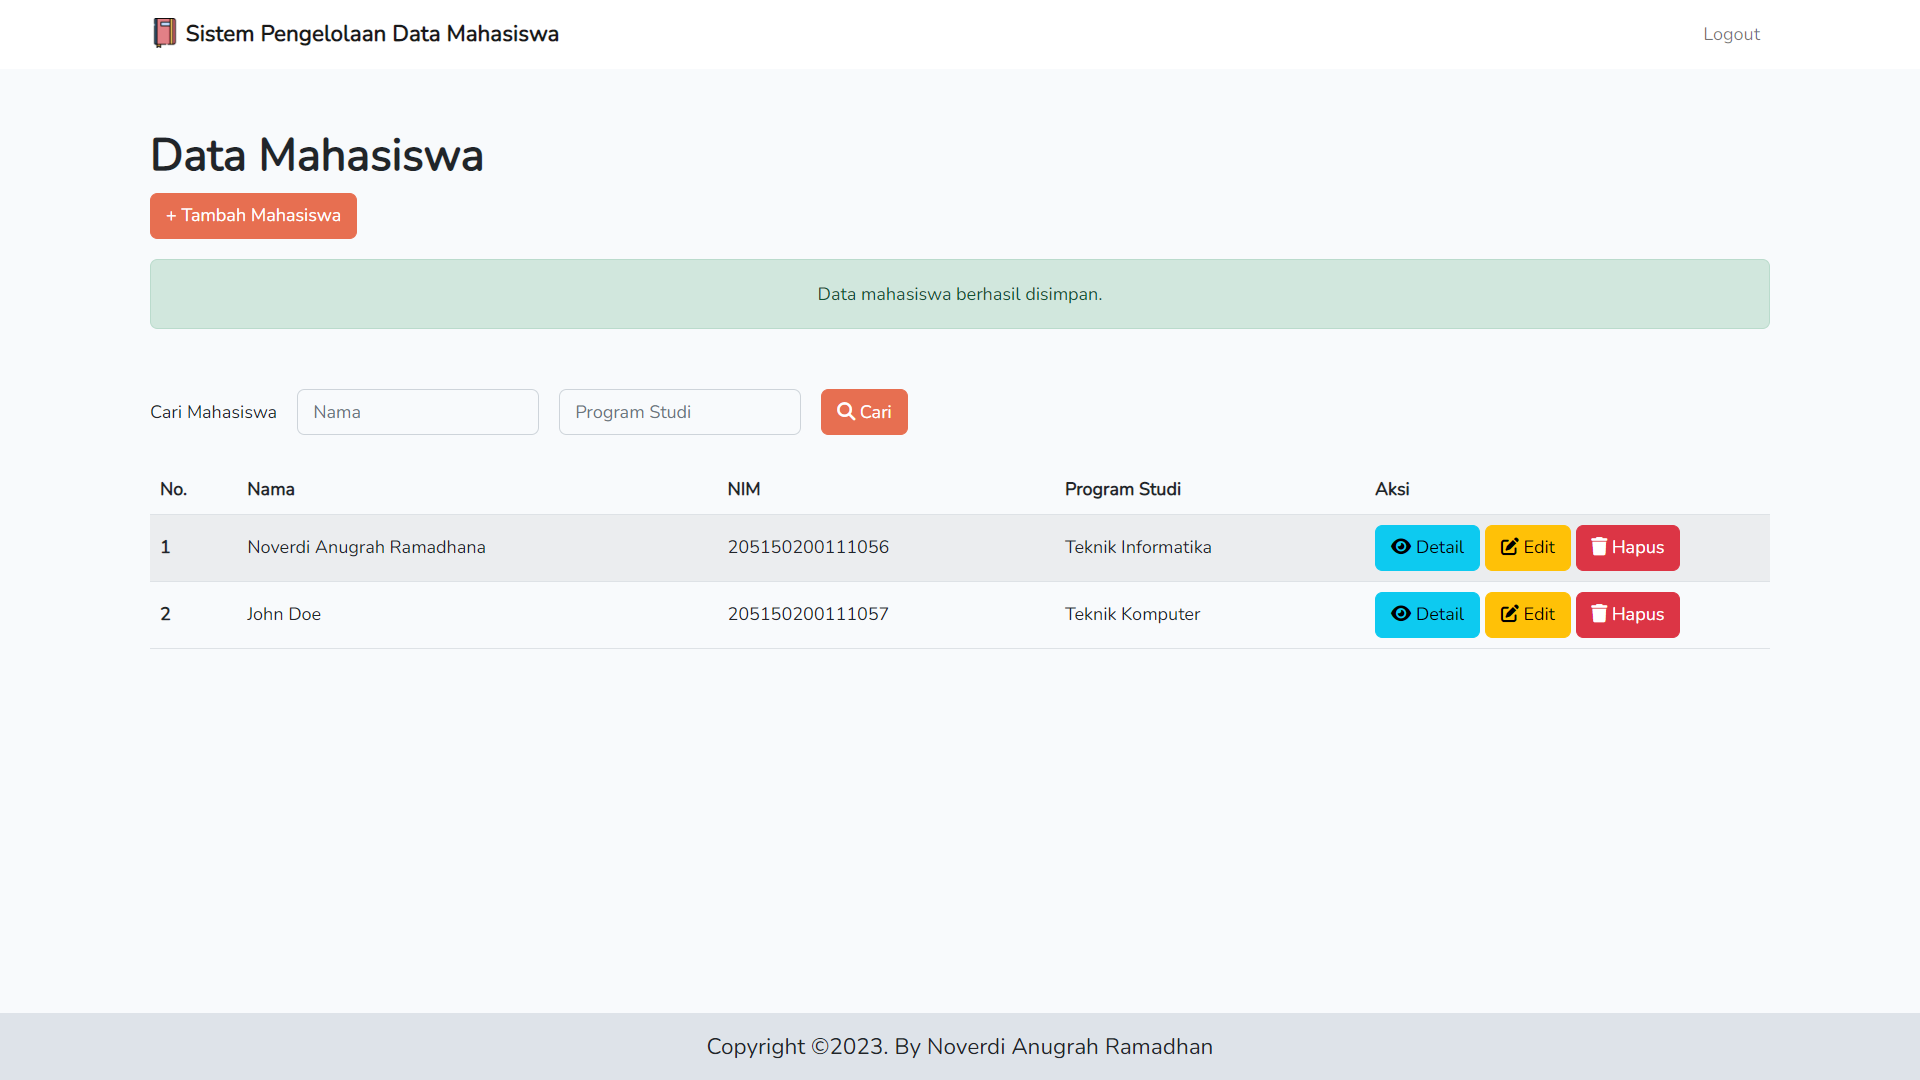 Sistem Pengelolaan Data Mahasiswa
Logout
Data Mahasiswa
+ Tambah Mahasiswa
Data mahasiswa berhasil disimpan.
Cari Mahasiswa Nama Program Studi Cari
No. Nama NIM Program Studi Aksi
1 Noverdi Anugrah Ramadhana 205150200111056 Teknik Informatika Detail Edit Hapus
2 John Doe 205150200111057 Teknik Komputer Detail Edit Hapus
Copyright ©2023. By Noverdi Anugrah Ramadhan